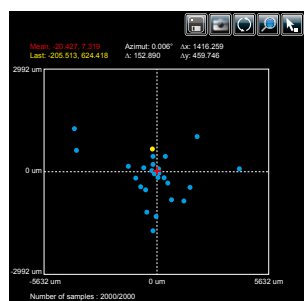 Mean: -20.427, 7.319 Azimut: 0.006° Δx: 1416.259
Last: -205.513, 624.418 Δ: 152.890 Δy: 459.746
2992 um
0 um
-2992 um
-5632 um 0 um 5632 um
Number of samples : 2000/2000